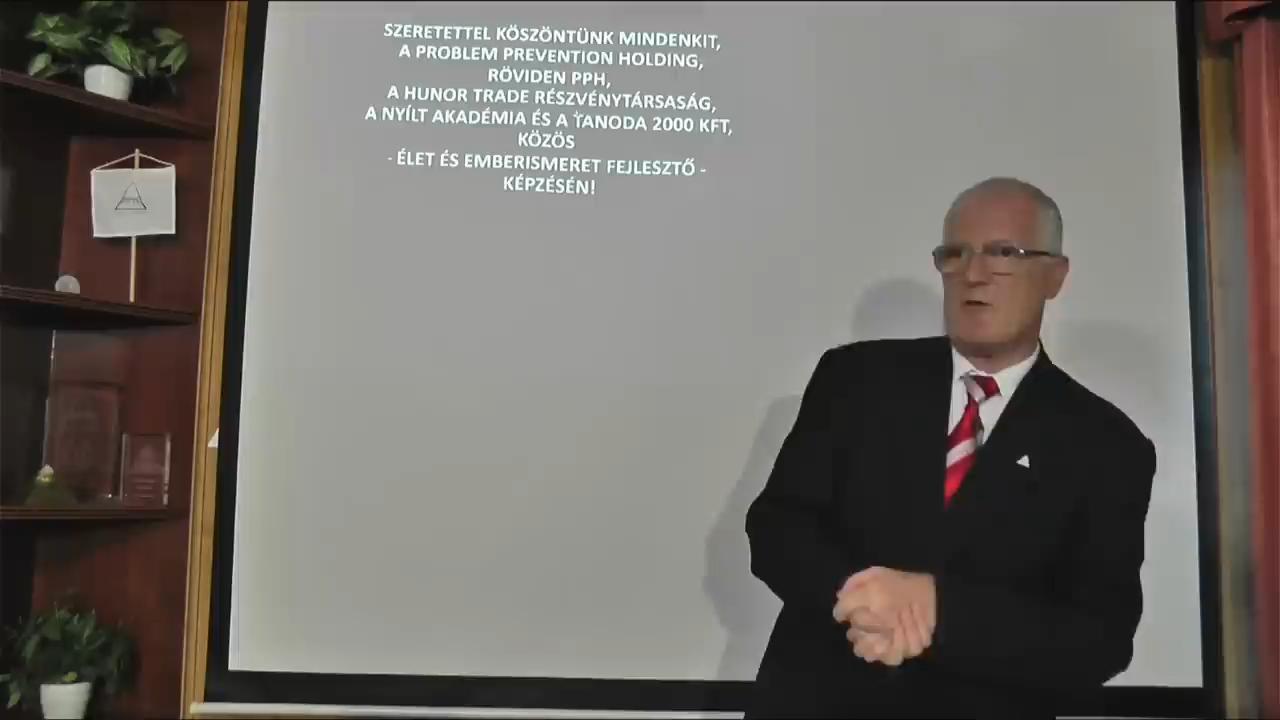 SZERETETTEL KÖSZÖNTÜNK MINDENKIT,
A PROBLEM PREVENTION HOLDING,
RÖVIDEN PPH,
A HUNOR TRADE RÉSZVÉNYTÁRSASÁG,
A NYÍLT AKADÉMIA ÉS A TANODA 2000 KFT,
KÖZÖS
- ÉLET ÉS EMBERISMERET FEJLESZTŐ -
KÉPZÉSÉN!